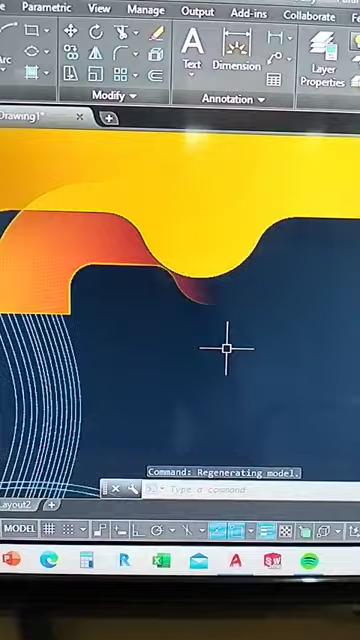 Parametric View Manage Output Add-ins Collaborate
Text
Dimension
Layer
Properties
Modify
Annotation
Drawing1*
Command: Regenerating model.
Type a command
Layout2
MODEL